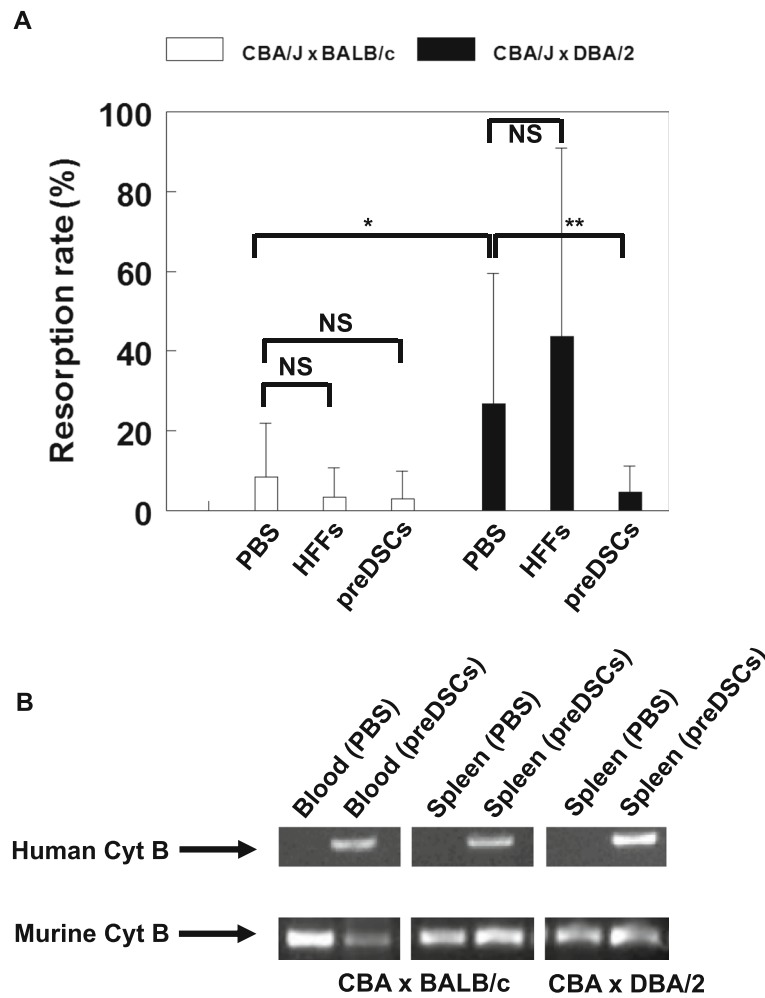 A
CBA/J x BALB/c CBA/J x DBA/2
Resorption rate (%)
100
80
60
40
20
0
NS
*
**
NS
NS
PBS
HFFs
preDSCs
PBS
HFFs
preDSCs
B
Blood (PBS)
Blood (preDSCs)
Spleen (PBS)
Spleen (preDSCs)
Spleen (PBS)
Spleen (preDSCs)
Human Cyt B
Murine Cyt B
CBA x BALB/c CBA x DBA/2